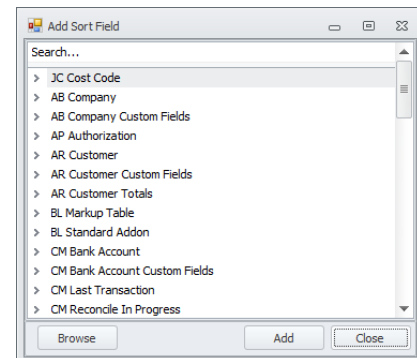 Add Sort Field
Search...
JC Cost Code
AB Company
AB Company Custom Fields
AP Authorization
AR Customer
AR Customer Custom Fields
AR Customer Totals
BL Markup Table
BL Standard Addon
CM Bank Account
CM Bank Account Custom Fields
CM Last Transaction
CM Reconcile In Progress
Browse Add Close